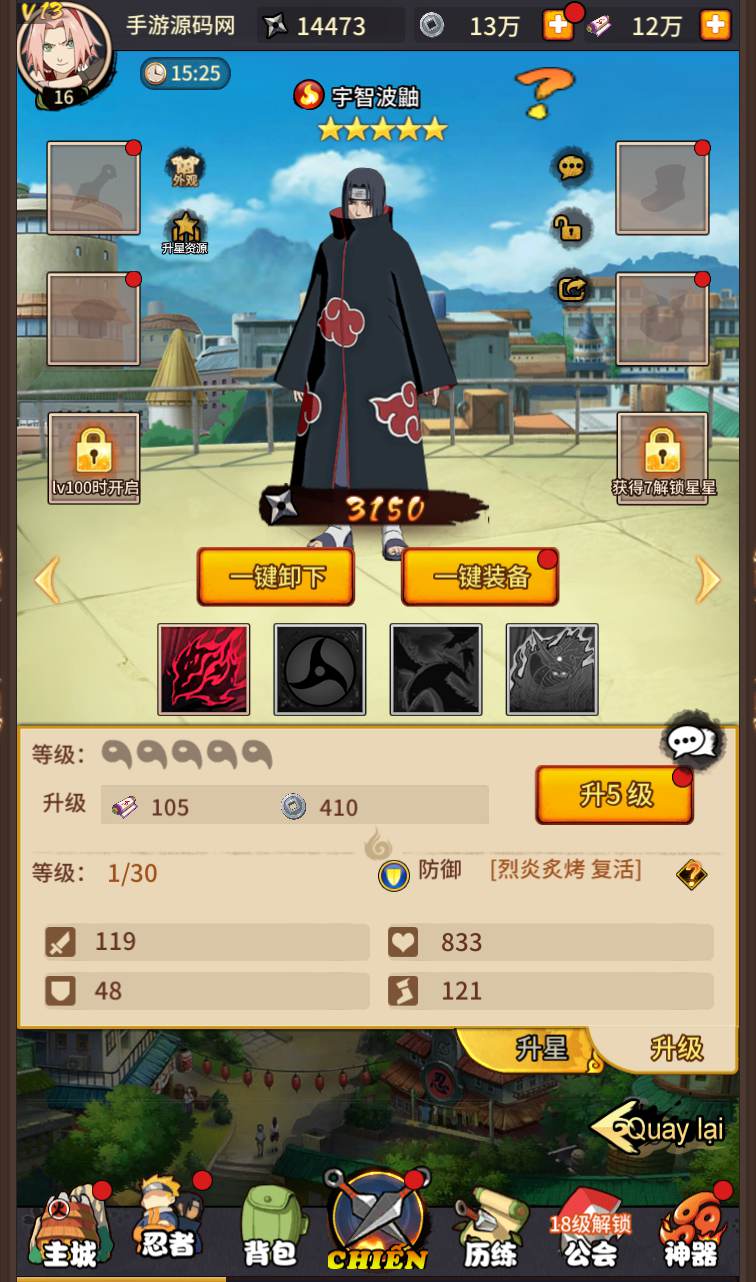 V 13
手游源码网
14473
13万
12万
16
15:25
宇智波鼬
外观
升星资源
lv100时开启
获得7解锁星星
3150
一键卸下
一键装备
等级：
升级
105
410
升5 级
等级：
1/30
防御
[烈炎炙烤 复活]
119
833
48
121
升星
升级
Quay lại
主城
忍者
背包
CHIẾN
历练
18级解锁
公会
神器